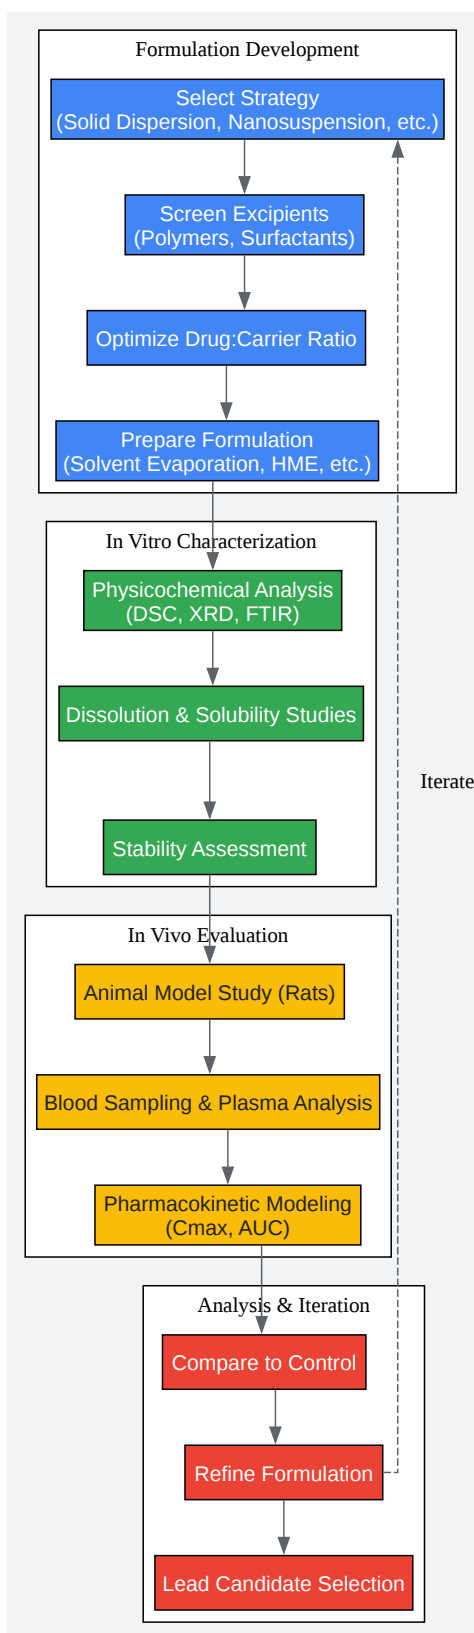 Formulation Development
Select Strategy
(Solid Dispersion, Nanosuspension, etc.)
Screen Excipients
(Polymers, Surfactants)
Optimize Drug:Carrier Ratio
Prepare Formulation
(Solvent Evaporation, HME, etc.)
In Vitro Characterization
Physicochemical Analysis
(DSC, XRD, FTIR)
Dissolution & Solubility Studies
Iterate
Stability Assessment
In Vivo Evaluation
Animal Model Study (Rats)
Blood Sampling & Plasma Analysis
Pharmacokinetic Modeling
(Cmax, AUC)
Analysis & Iteration
Compare to Control
Refine Formulation
Lead Candidate Selection